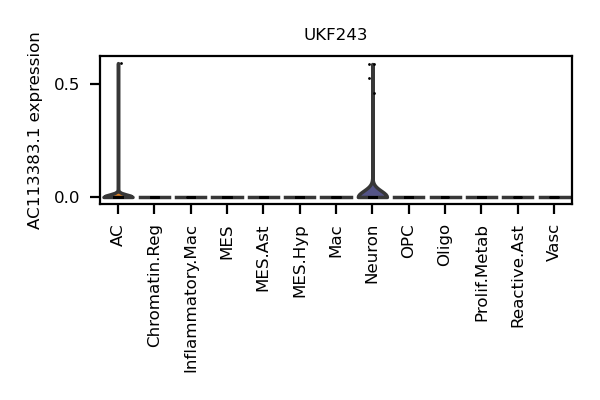 UKF243
AC113383.1 expression
0.5
0.0
AC
Chromatin.Reg
Inflammatory.Mac
MES
MES.Ast
MES.Hyp
Mac
Neuron
OPC
Oligo
Prolif.Metab
Reactive.Ast
Vasc